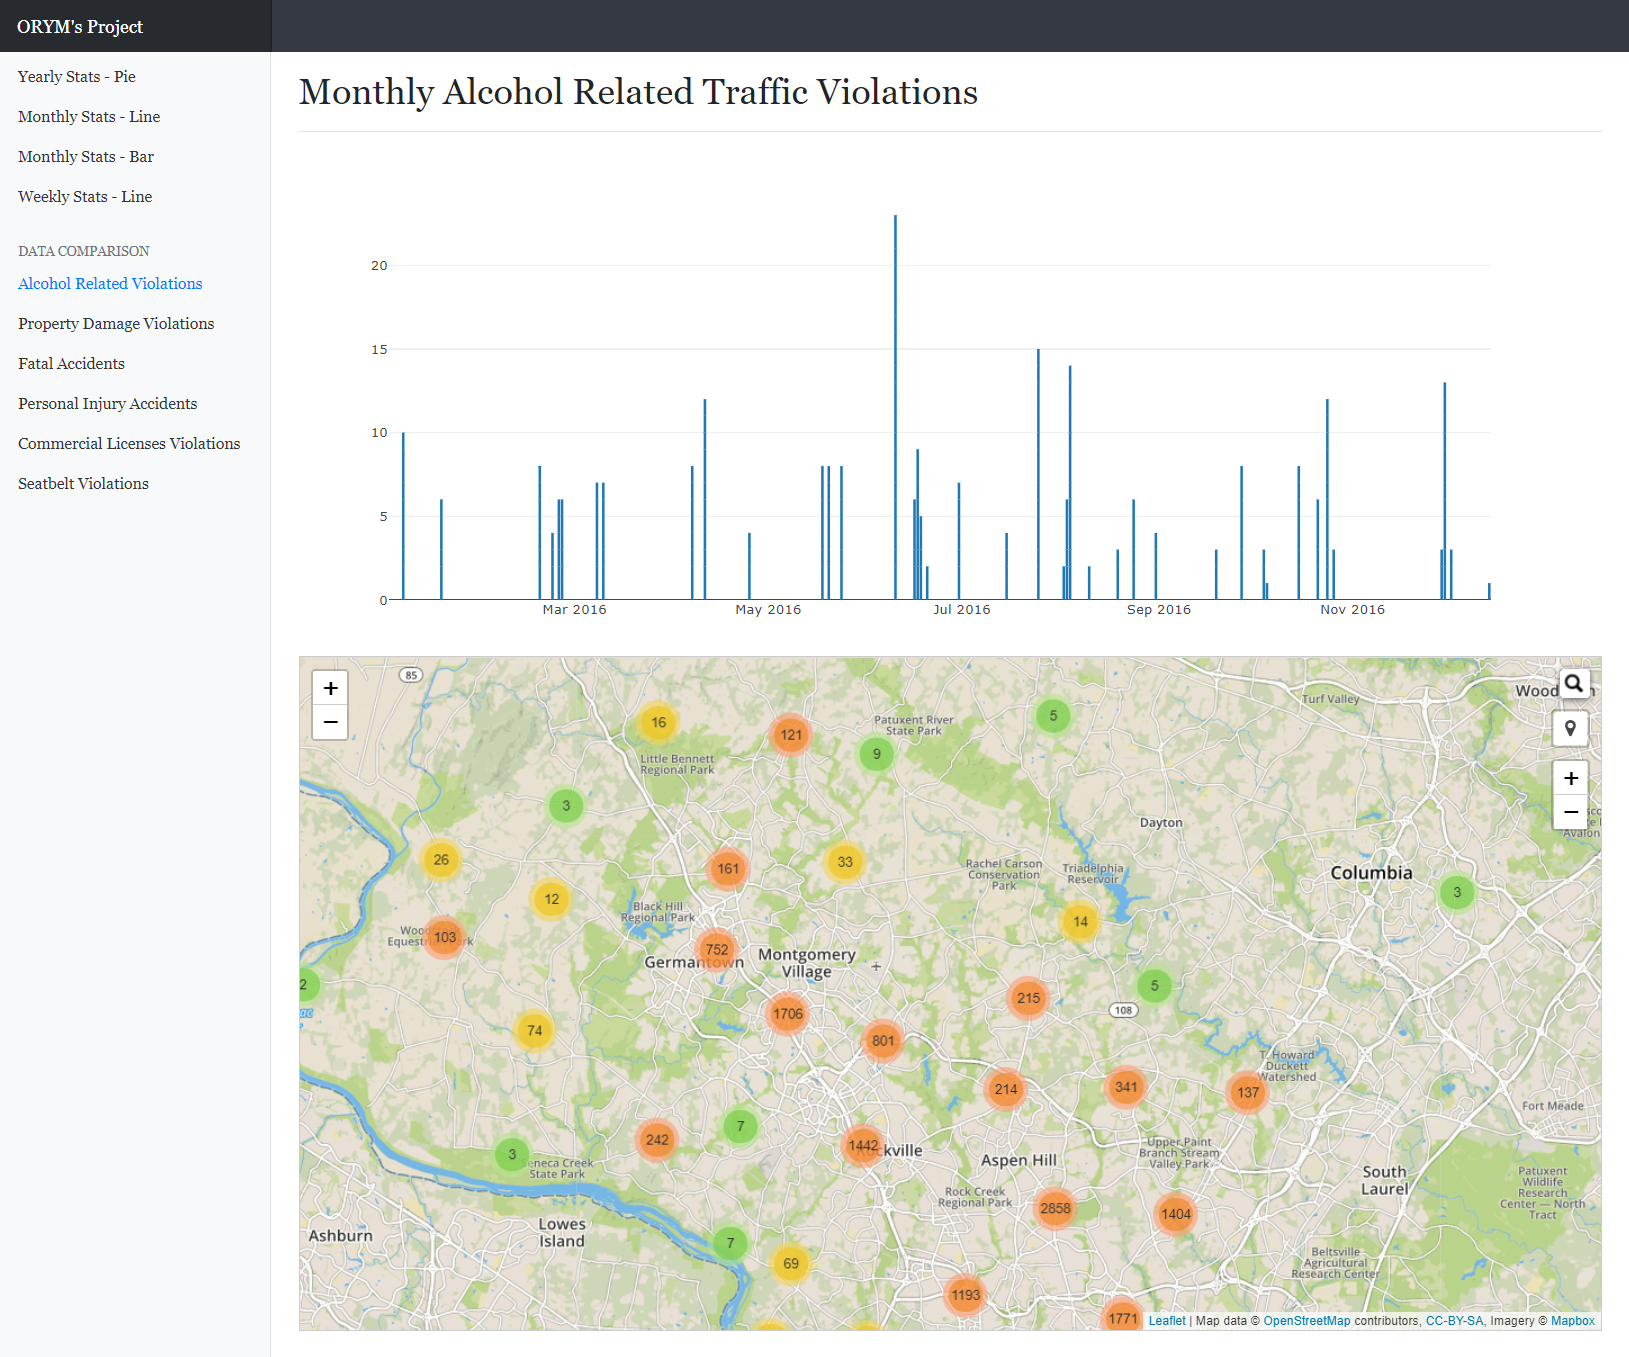 ORYM's Project
Yearly Stats - Pie
Monthly Stats - Line
Monthly Stats - Bar
Weekly Stats - Line
DATA COMPARISON
Alcohol Related Violations
Property Damage Violations
Fatal Accidents
Personal Injury Accidents
Commercial Licenses Violations
Seatbelt Violations
Monthly Alcohol Related Traffic Violations
20
15
10
5
0
Mar 2016
May 2016
Jul 2016
Sep 2016
Nov 2016
+
−
85
16
121
Patuxent River
State Park
9
5
Turf Valley
Little Bennett
Regional Park
3
+
−
Dayton
26
161
33
Rachel Carson
Conservation
Park
Triadelphia
Reservoir
Columbia
3
12
Black Hill
Regional Park
14
103
752
Germantown
Montgomery
Village
2
215
5
108
1706
74
801
T. Howard
Duckett
Watershed
214
341
137
Fort Meade
7
242
1442
3
Seneca Creek
State Park
Aspen Hill
Upper Paint
Branch Stream
Valley Park
South
Laurel
Patuxent
Wildlife
Research
Center — North
Tract
Rock Creek
Regional Park
2858
1404
Ashburn
Lowes
Island
7
69
Beltsville
Agricultural
Research Center
1193
1771
Leaflet | Map data © OpenStreetMap contributors, CC-BY-SA, Imagery © Mapbox